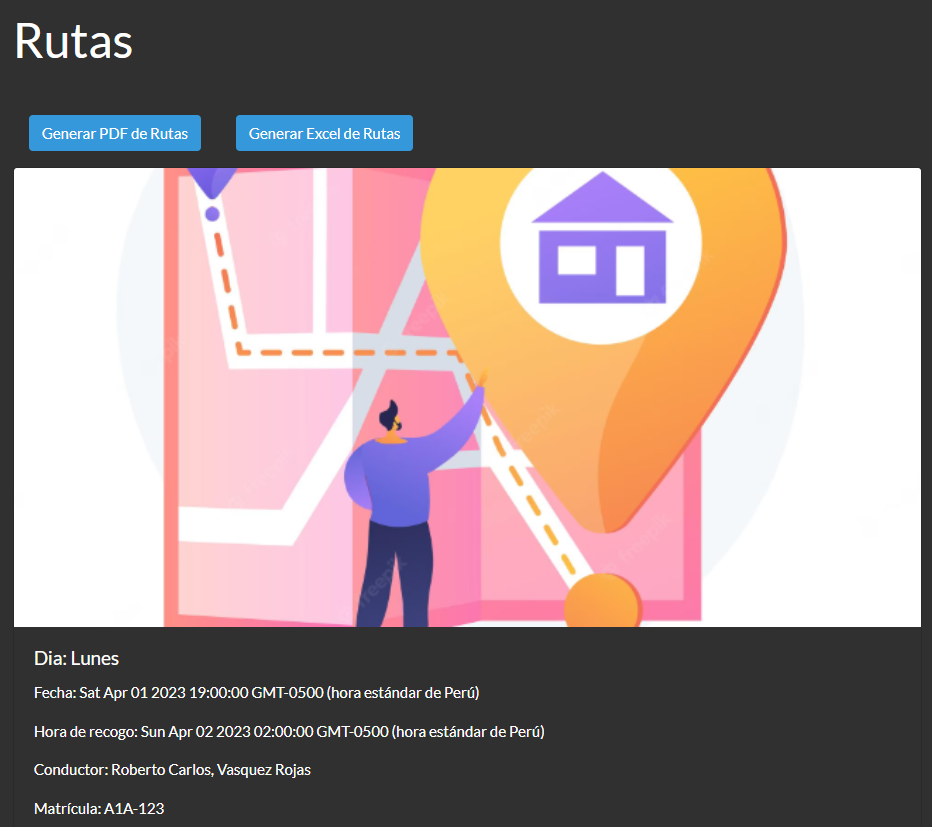 Rutas
Generar PDF de Rutas
Generar Excel de Rutas
Dia: Lunes
Fecha: Sat Apr 01 2023 19:00:00 GMT-0500 (hora estándar de Perú)
Hora de recogo: Sun Apr 02 2023 02:00:00 GMT-0500 (hora estándar de Perú)
Conductor: Roberto Carlos, Vasquez Rojas
Matrícula: A1A-123